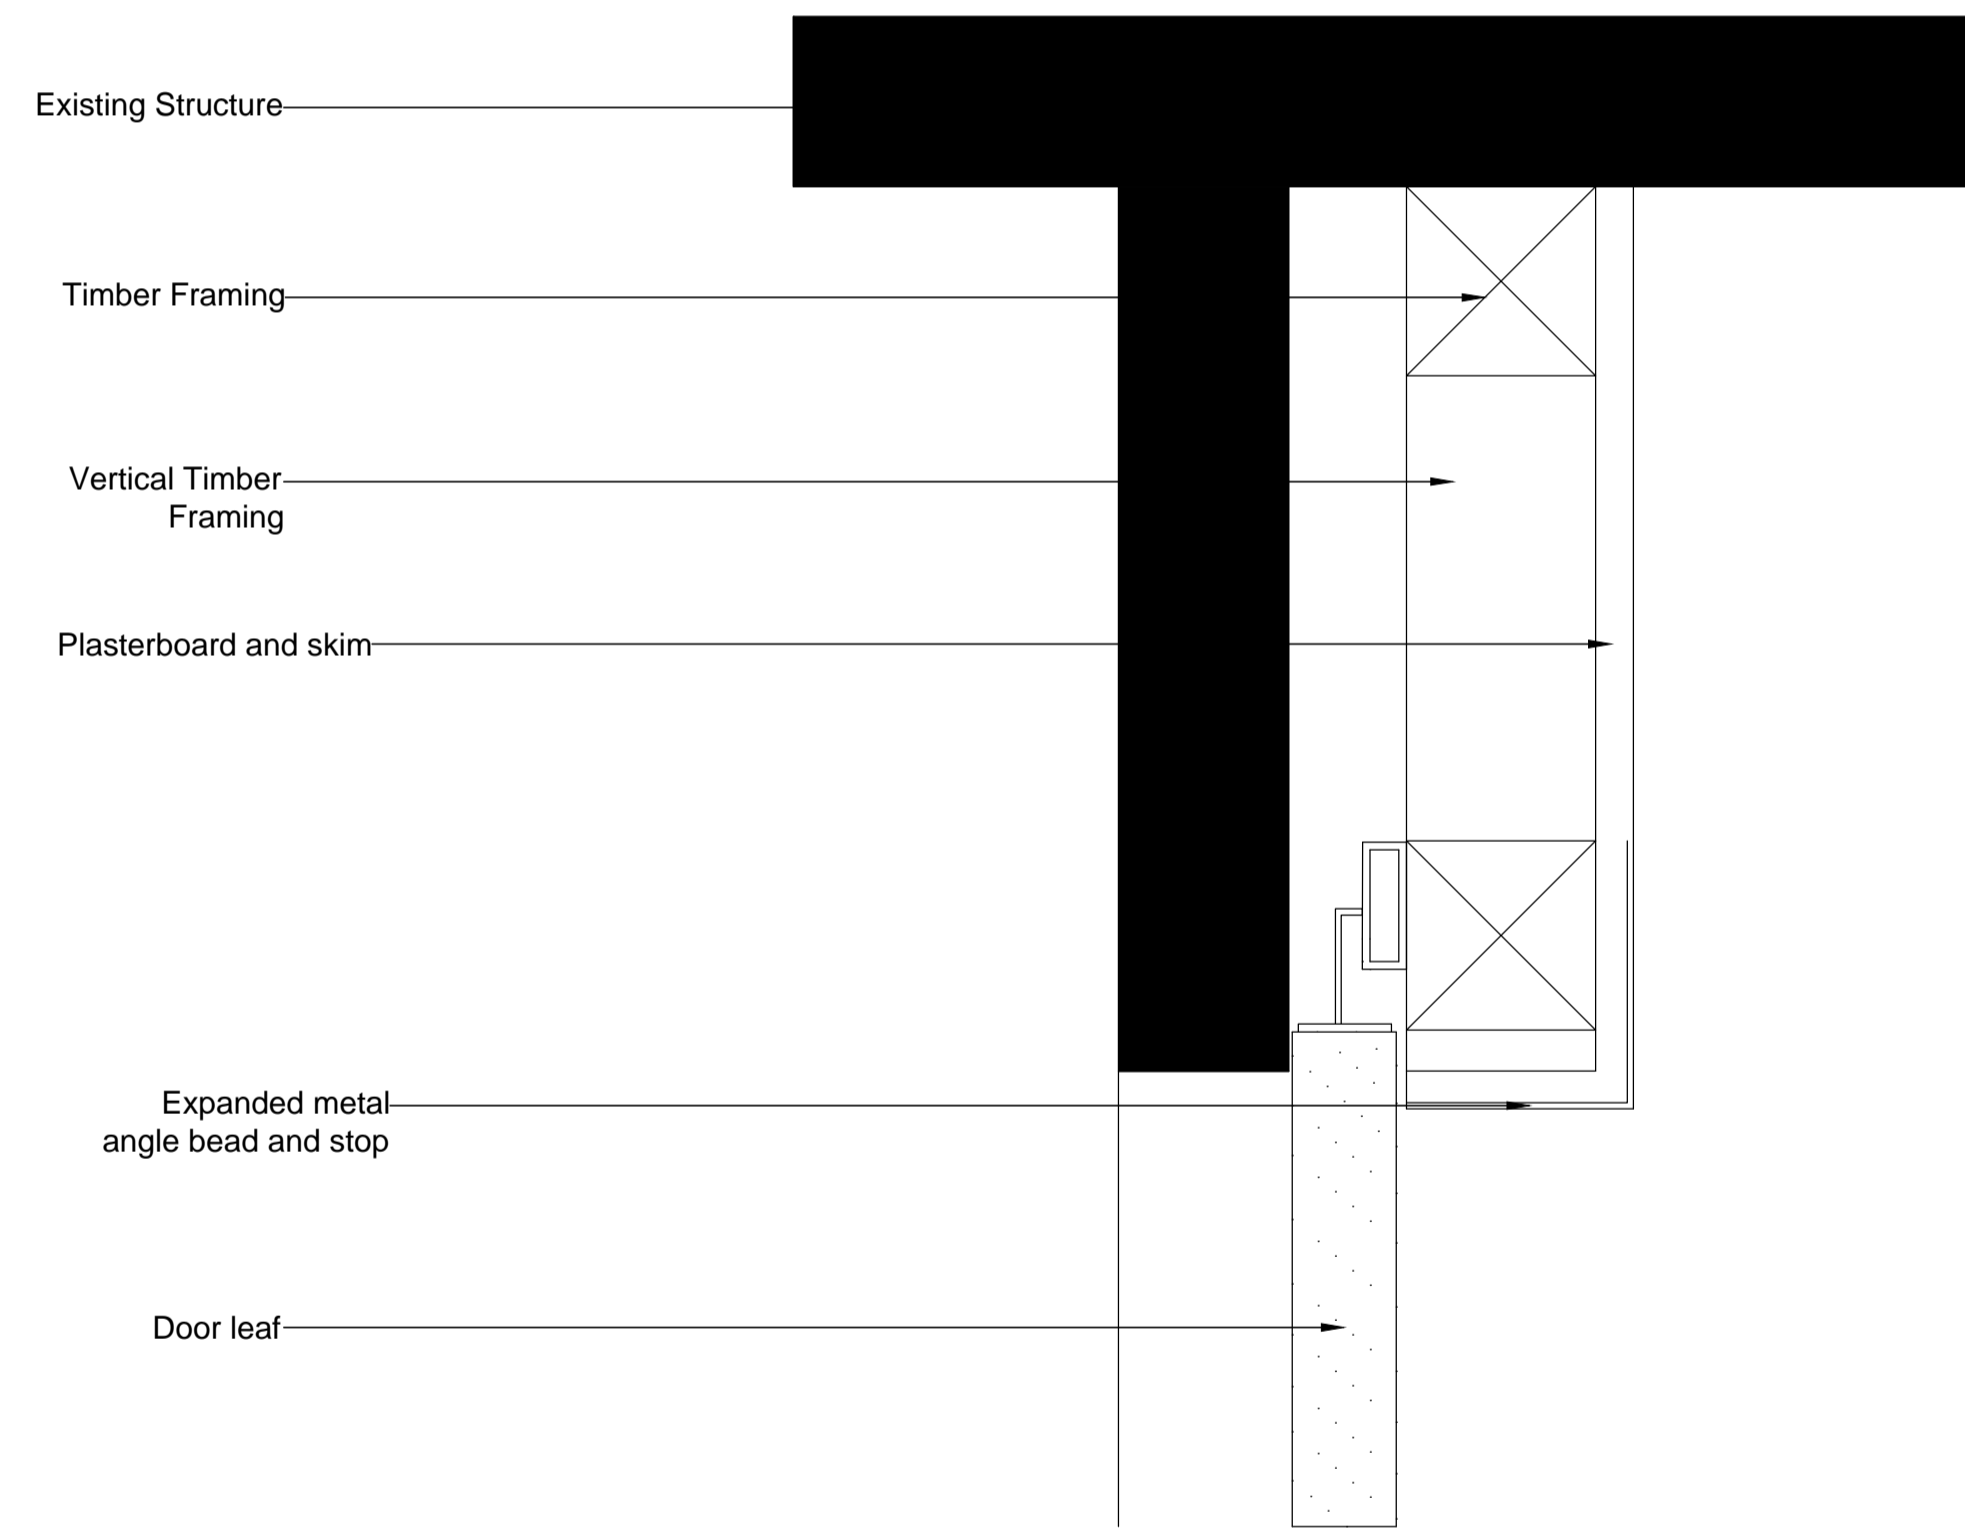 Existing Structure
Timber Framing
Vertical Timber
Framing
Plasterboard and skim
Expanded metal
angle bead and stop
Door leaf